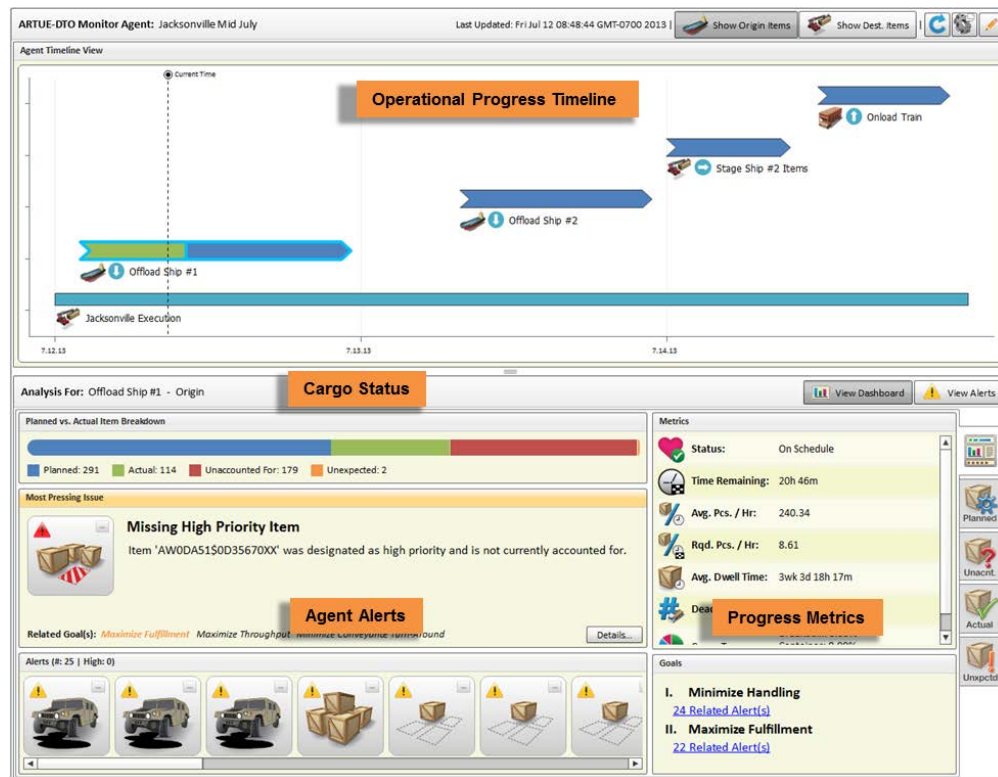 ARTUE-DTO Monitor Agent: Jacksonville Mid July
Last Updated: Fri Jul 12 08:48:44 GMT-0700 2013 |
Show Origin Items
Show Dest. Items
Agent Timeline View
Current Time
Operational Progress Timeline
Onload Train
Stage Ship #2 Items
Offload Ship #2
Offload Ship #1
Jacksonville Execution
7.12.13
7.13.13
7.14.13
Analysis For: Offload Ship #1 - Origin
Cargo Status
View Dashboard
View Alerts
Planned vs. Actual Item Breakdown
Planned: 291
Actual: 114
Unaccounted For: 179
Unexpected: 2
Most Pressing Issue
Missing High Priority Item
Item 'AW0DA51$0D35670XX' was designated as high priority and is not currently accounted for.
Agent Alerts
Related Goal(s): Maximize Fulfillment Maximize Throughput Minimize Conveyance Turn-Around
Details...
Alerts (#: 25 | High: 0)
Metrics
Status: On Schedule
Time Remaining: 20h 46m
Avg. Pcs. / Hr: 240.34
Rqd. Pcs. / Hr: 8.61
Avg. Dwell Time: 3wk 3d 18h 17m
Progress Metrics
Planned
Unacnt.
Actual
Unxpctd
Goals
I. Minimize Handling
24 Related Alert(s)
II. Maximize Fulfillment
22 Related Alert(s)